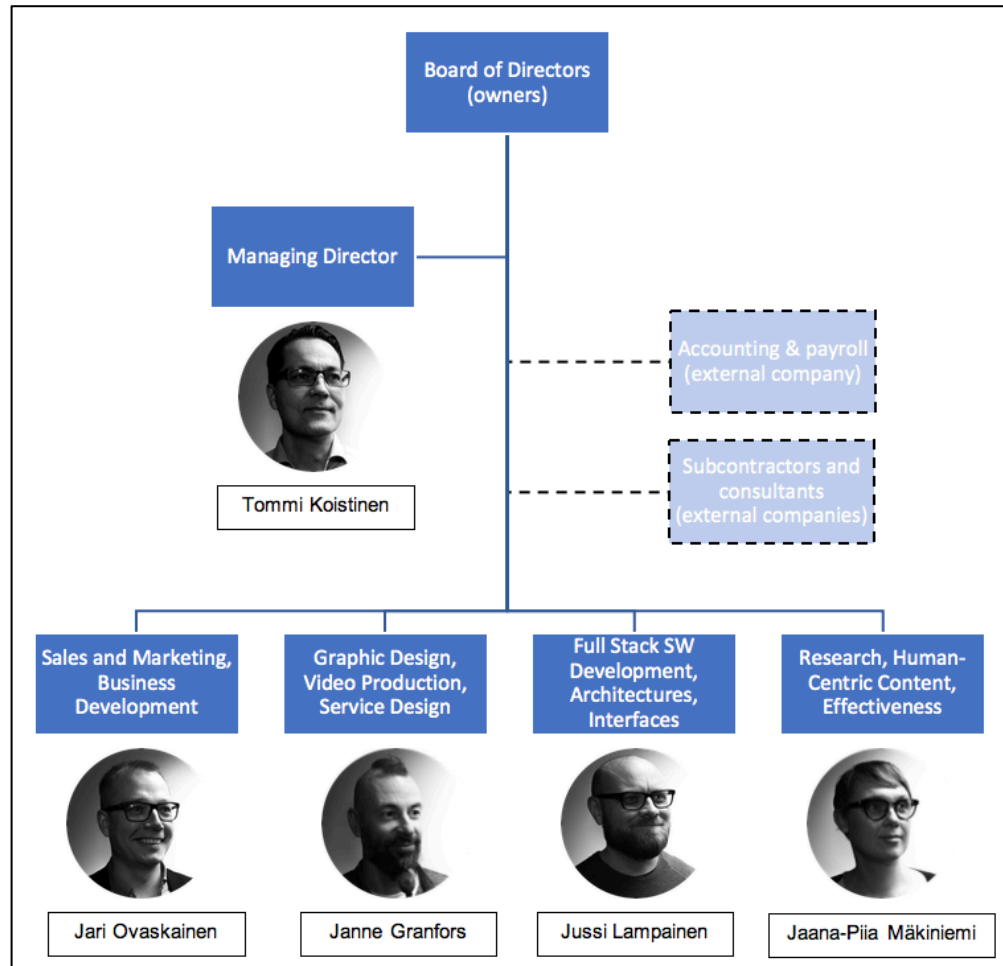 Board of Directors
(owners)
Managing Director
Tommi Koistinen
Accounting & payroll
(external company)
Subcontractors and
consultants
(external companies)
Sales and Marketing,
Business
Development
Jari Ovaskainen
Graphic Design,
Video Production,
Service Design
Janne Granfors
Full Stack SW
Development,
Architectures,
Interfaces
Jussi Lampainen
Research, Human-
Centric Content,
Effectiveness
Jaana-Piia Mäkiniemi